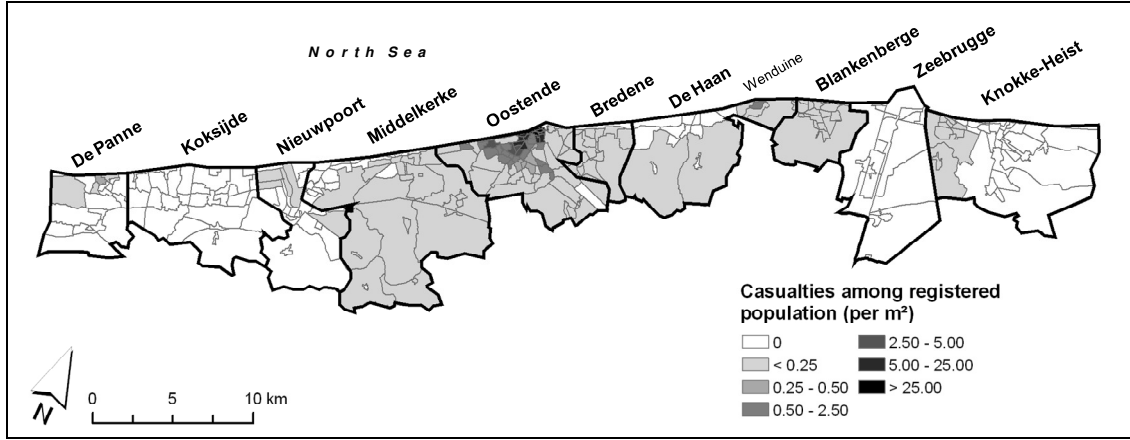 North Sea
De Panne
Koksijde
Nieuwpoort
Middelkerke
Oostende
Bredene
De Haan
Wenduine
Blankenberge
Zeebrugge
Knokke-Heist
Casualties among registered
population (per m²)
0
< 0.25
0.25 - 0.50
0.50 - 2.50
2.50 - 5.00
5.00 - 25.00
> 25.00
N
0 5 10 km